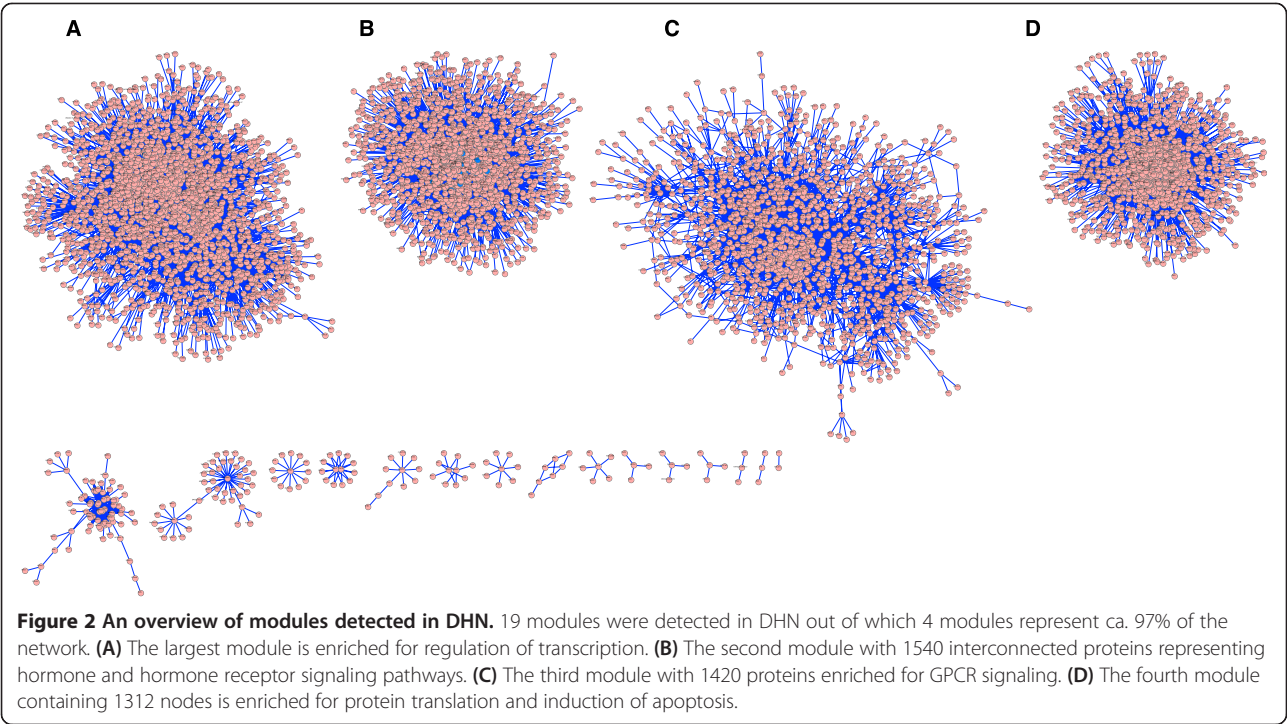 A
B
C
D
Figure 2 An overview of modules detected in DHN. 19 modules were detected in DHN out of which 4 modules represent ca. 97% of the
network. (A) The largest module is enriched for regulation of transcription. (B) The second module with 1540 interconnected proteins representing
hormone and hormone receptor signaling pathways. (C) The third module with 1420 proteins enriched for GPCR signaling. (D) The fourth module
containing 1312 nodes is enriched for protein translation and induction of apoptosis.